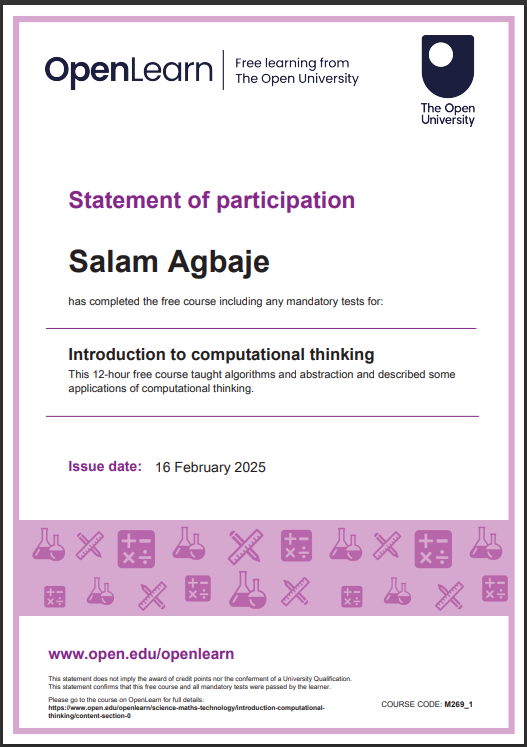 OpenLearn
Free learning from
The Open University
The Open
University
Statement of participation
Salam Agbaje
has completed the free course including any mandatory tests for:
Introduction to computational thinking
This 12-hour free course taught algorithms and abstraction and described some
applications of computational thinking.
Issue date: 16 February 2025
www.open.edu/openlearn
This statement does not imply the award of credit points nor the conferment of a University Qualification.
This statement confirms that this free course and all mandatory tests were passed by the learner.
Please go to the course on OpenLearn for full details:
https://www.open.edu/openlearn/science-maths-technology/introduction-computational-
thinking/content-section-0
COURSE CODE: M269_1